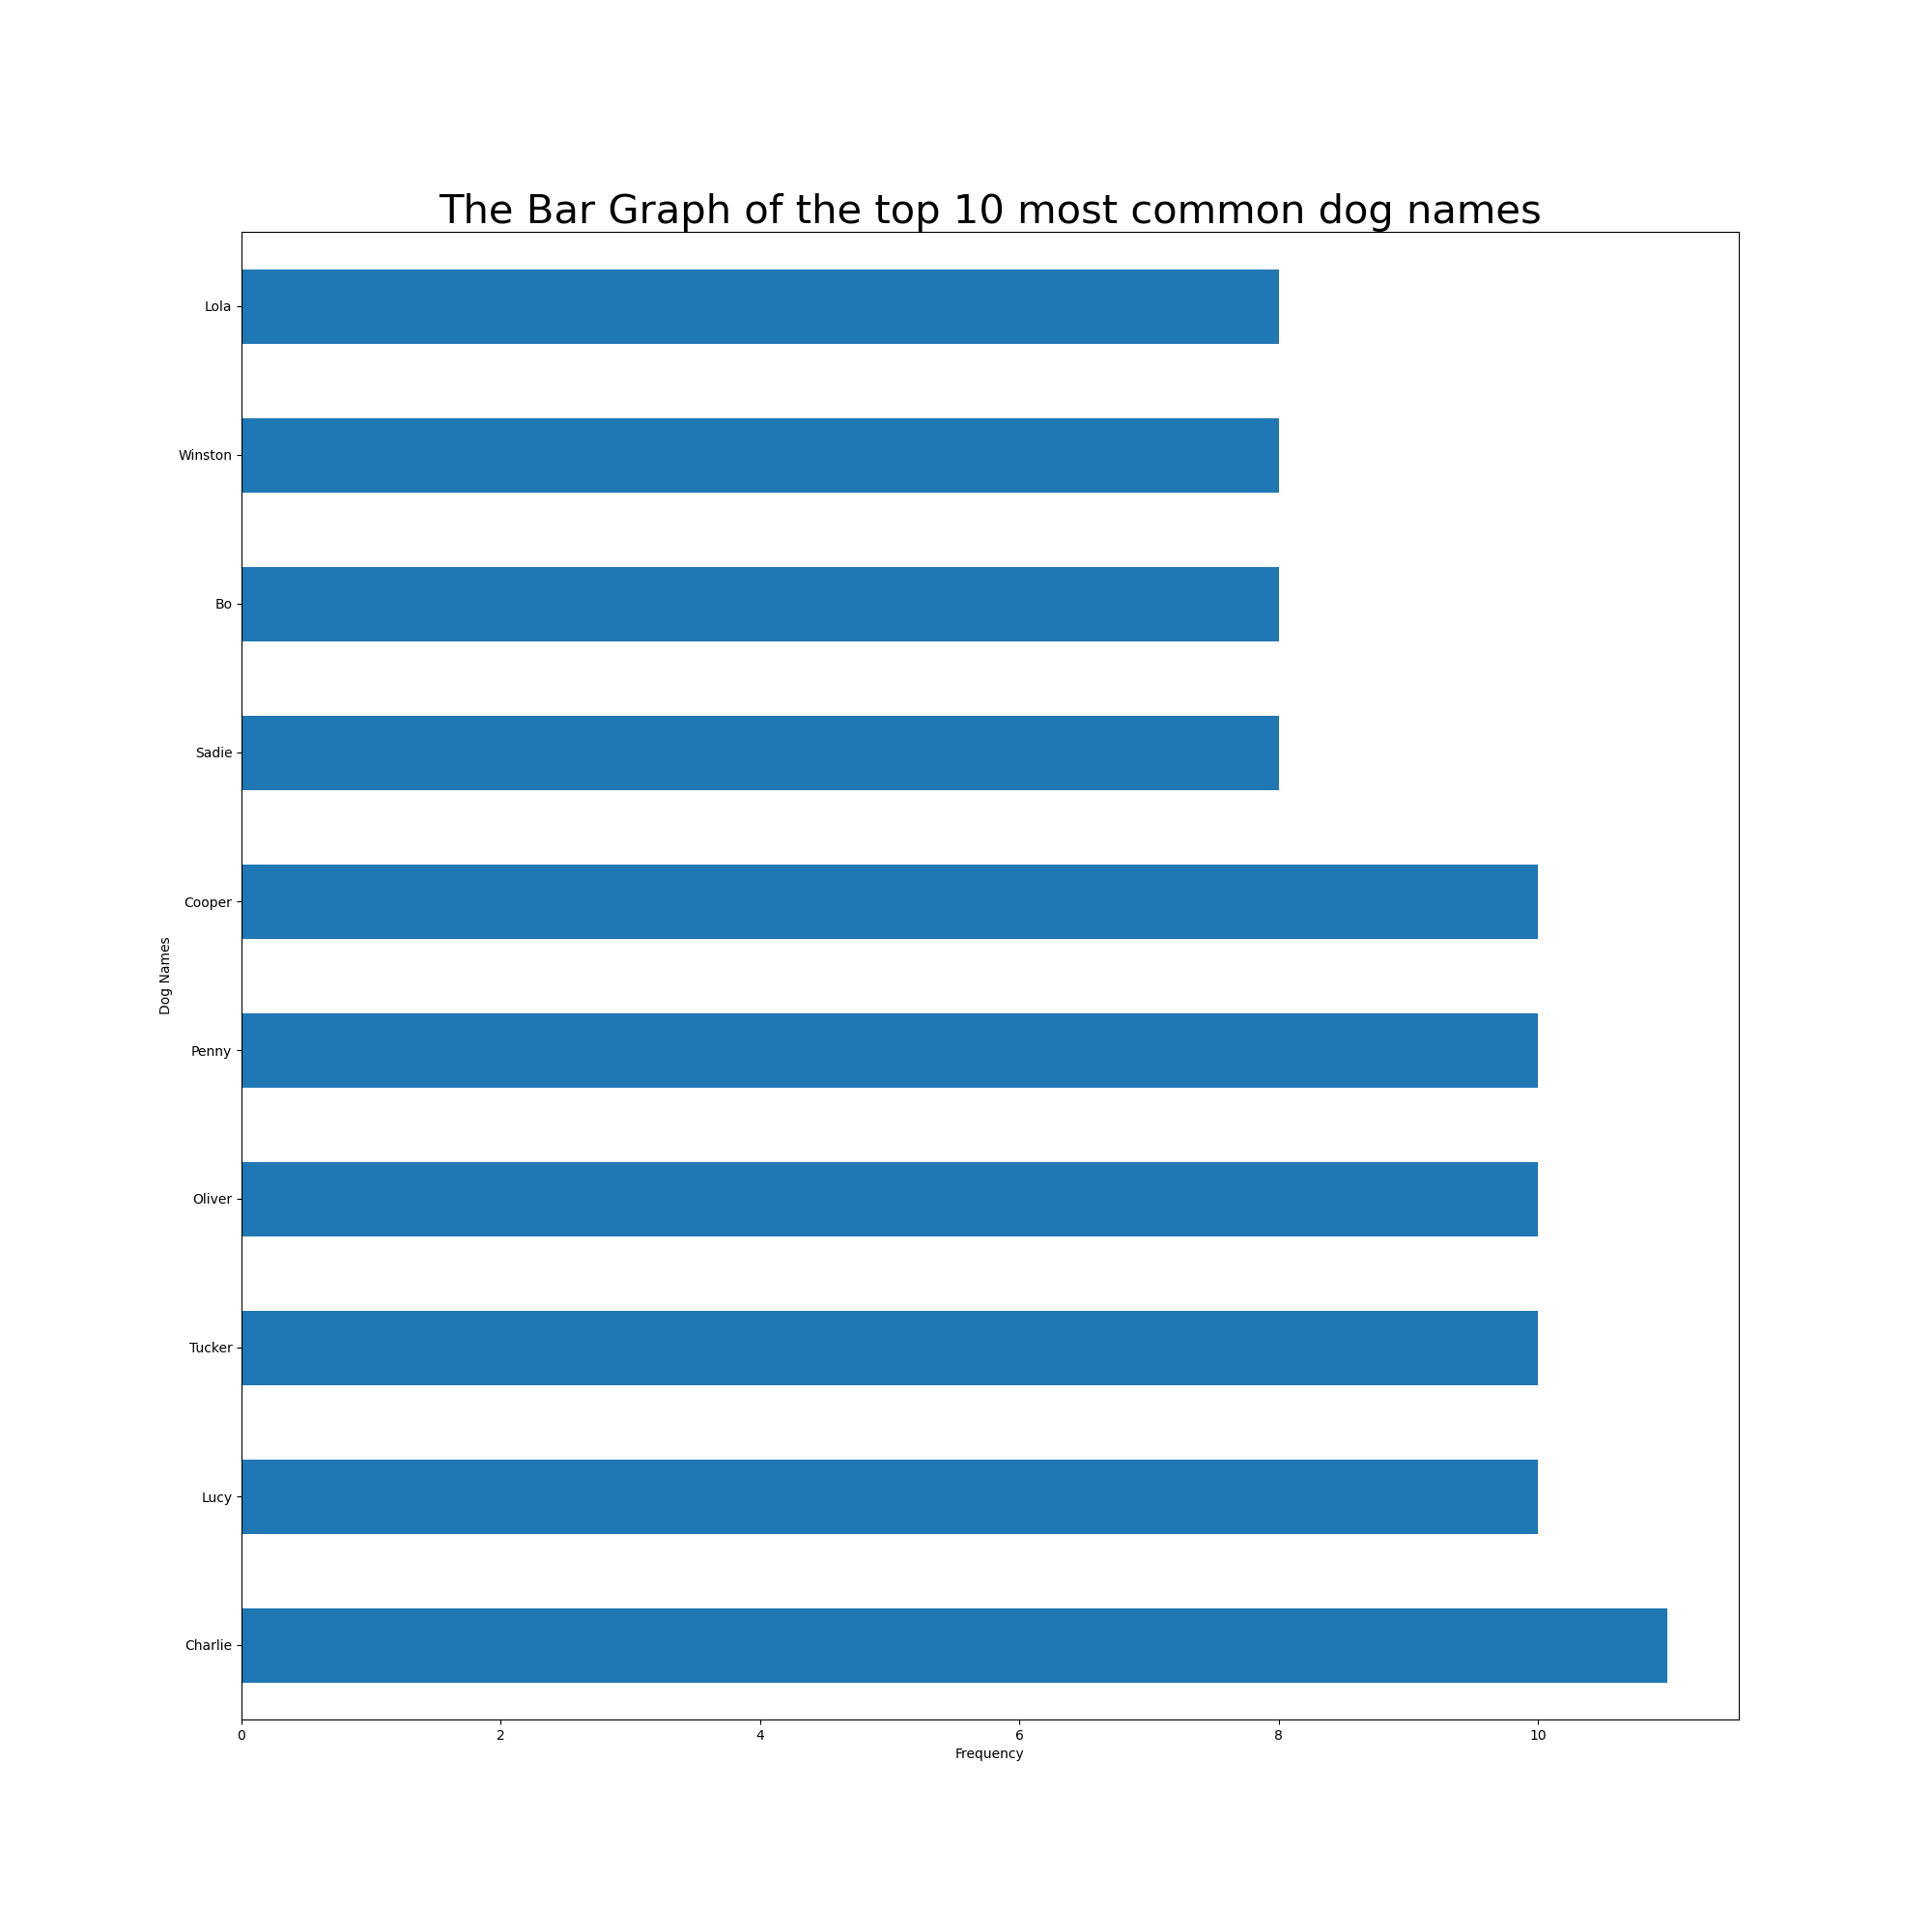 The Bar Graph of the top 10 most common dog names
Lola
Winston
Bo
Sadie
Cooper
Dog Names
Penny
Oliver
Tucker
Lucy
Charlie
0 2 4 6 8 10
Frequency